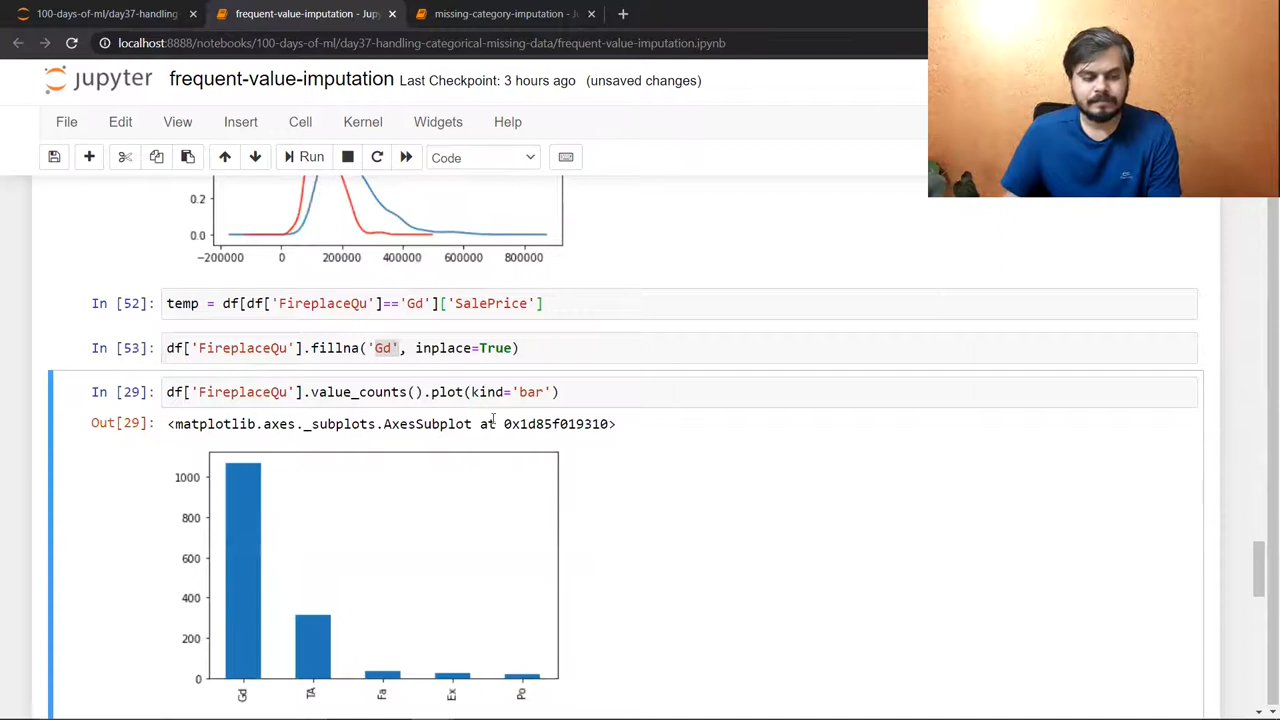 100-days-of-ml/day37-handling
frequent-value-imputation - Jup
missing-category-imputation - Ju
localhost:8888/notebooks/100-days-of-ml/day37-handling-categorical-missing-data/frequent-value-imputation.ipynb
jupyter frequent-value-imputation Last Checkpoint: 3 hours ago (unsaved changes)
File Edit View Insert Cell Kernel Widgets Help
Run Code
0.2
0.0
−200000 0 200000 400000 600000 800000
In [52]: temp = df[df['FireplaceQu']=='Gd']['SalePrice']
In [53]: df['FireplaceQu'].fillna('Gd', inplace=True)
In [29]: df['FireplaceQu'].value_counts().plot(kind='bar')
Out[29]: <matplotlib.axes._subplots.AxesSubplot at 0x1d85f019310>
1000
800
600
400
200
0
Gd TA Fa Ex Po